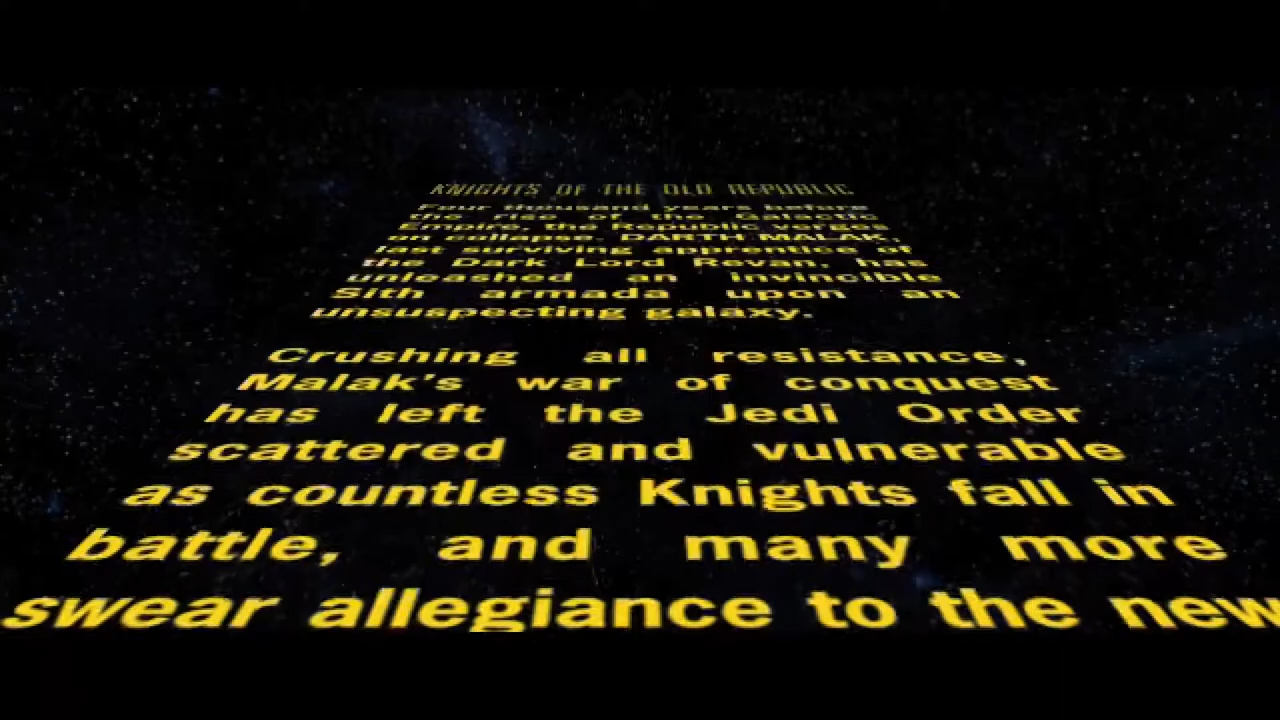 KNIGHTS OF THE OLD REPUBLIC
Four thousand years before
the rise of the Galactic
Empire, the Republic verges
on collapse. DARTH MALAK,
last surviving apprentice of
the Dark Lord Revan, has
unleashed an invincible
Sith armada upon an
unsuspecting galaxy.
Crushing all resistance,
Malak's war of conquest
has left the Jedi Order
scattered and vulnerable
as countless Knights fall in
battle, and many more
swear allegiance to the new